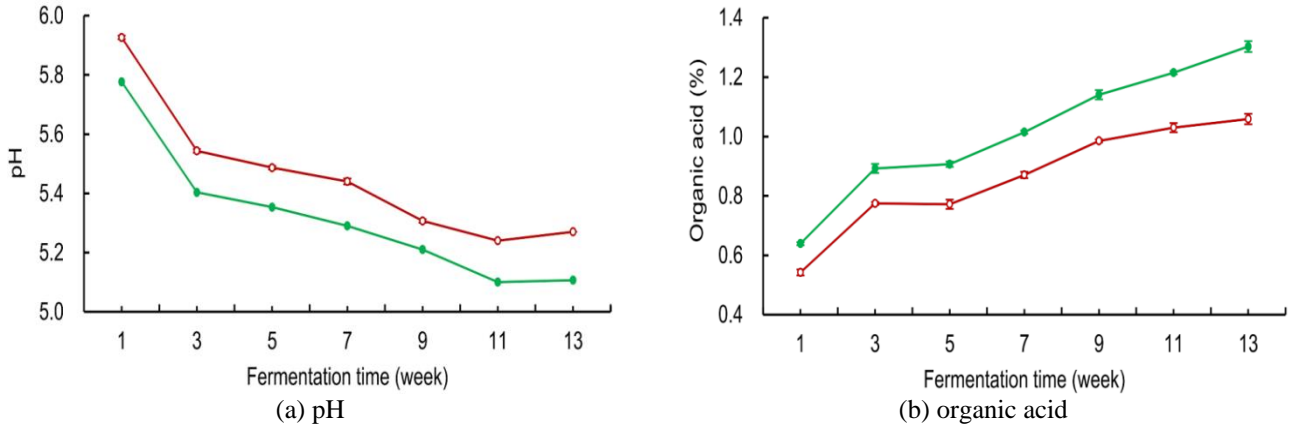 6.0
5.8
5.6
5.4
5.2
5.0
pH
1 3 5 7 9 11 13
Fermentation time (week)
(a) pH
1.4
1.2
1.0
0.8
0.6
0.4
Organic acid (%)
1 3 5 7 9 11 13
Fermentation time (week)
(b) organic acid